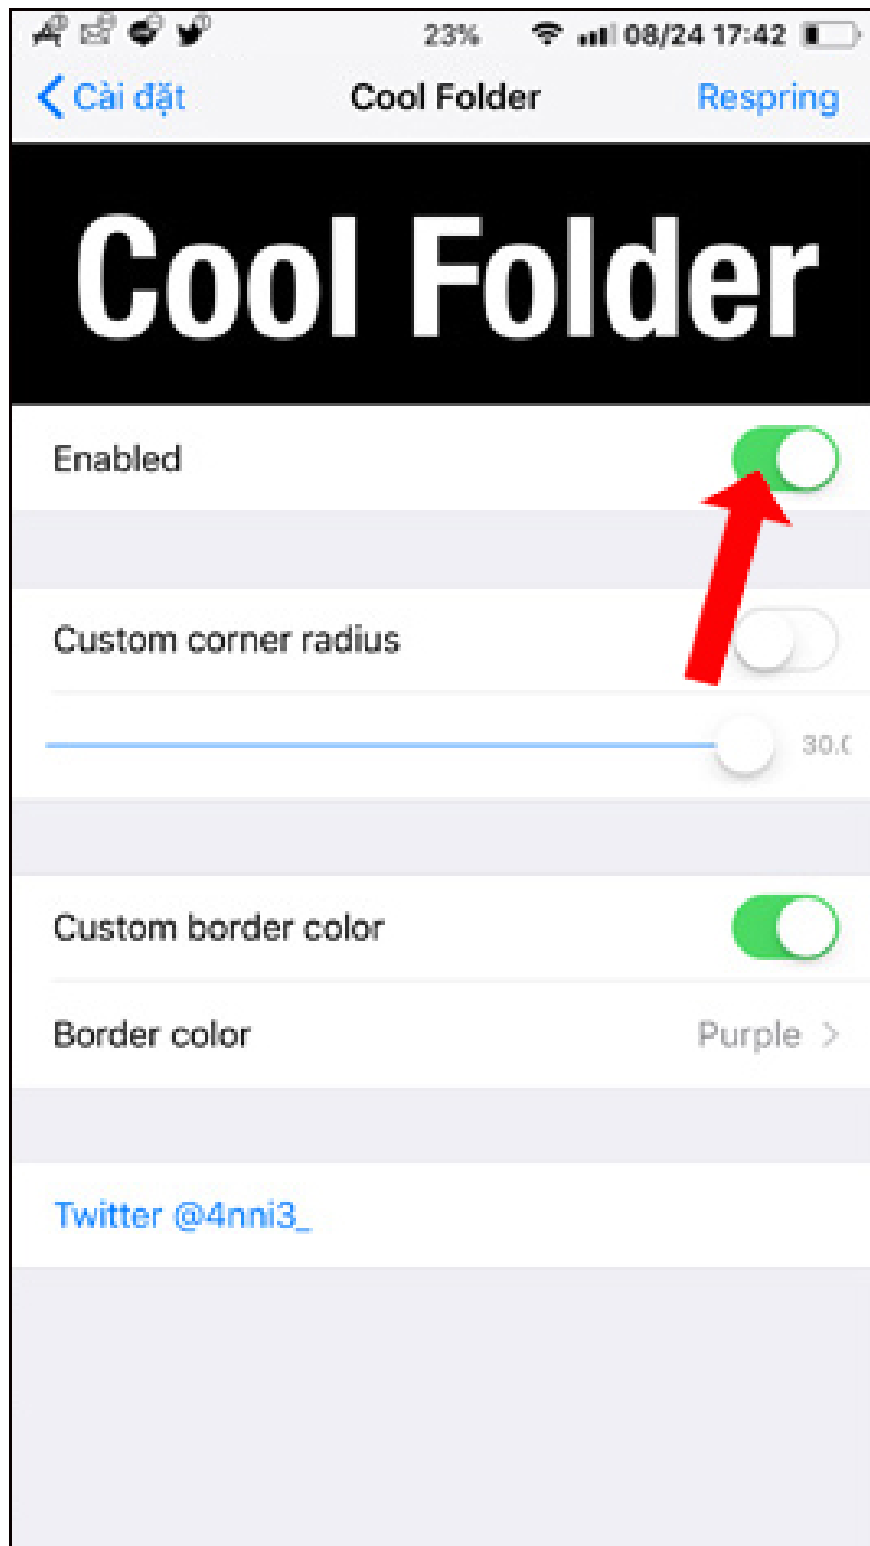 23% 08/24 17:42
Cài đặt Cool Folder Respring
Cool Folder
Enabled
Custom corner radius
30.
Custom border color
Border color Purple
Twitter @4nni3_